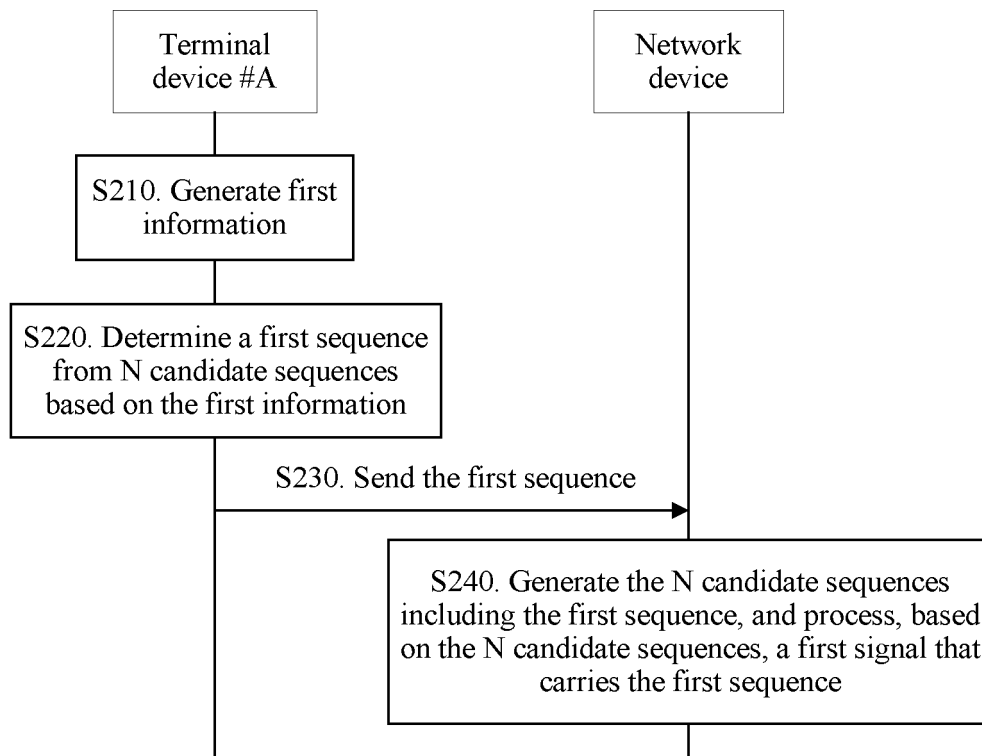 Terminal
device #A
Network
device
S210. Generate first
information
S220. Determine a first sequence
from N candidate sequences
based on the first information
S230. Send the first sequence
S240. Generate the N candidate sequences
including the first sequence, and process, based
on the N candidate sequences, a first signal that
carries the first sequence